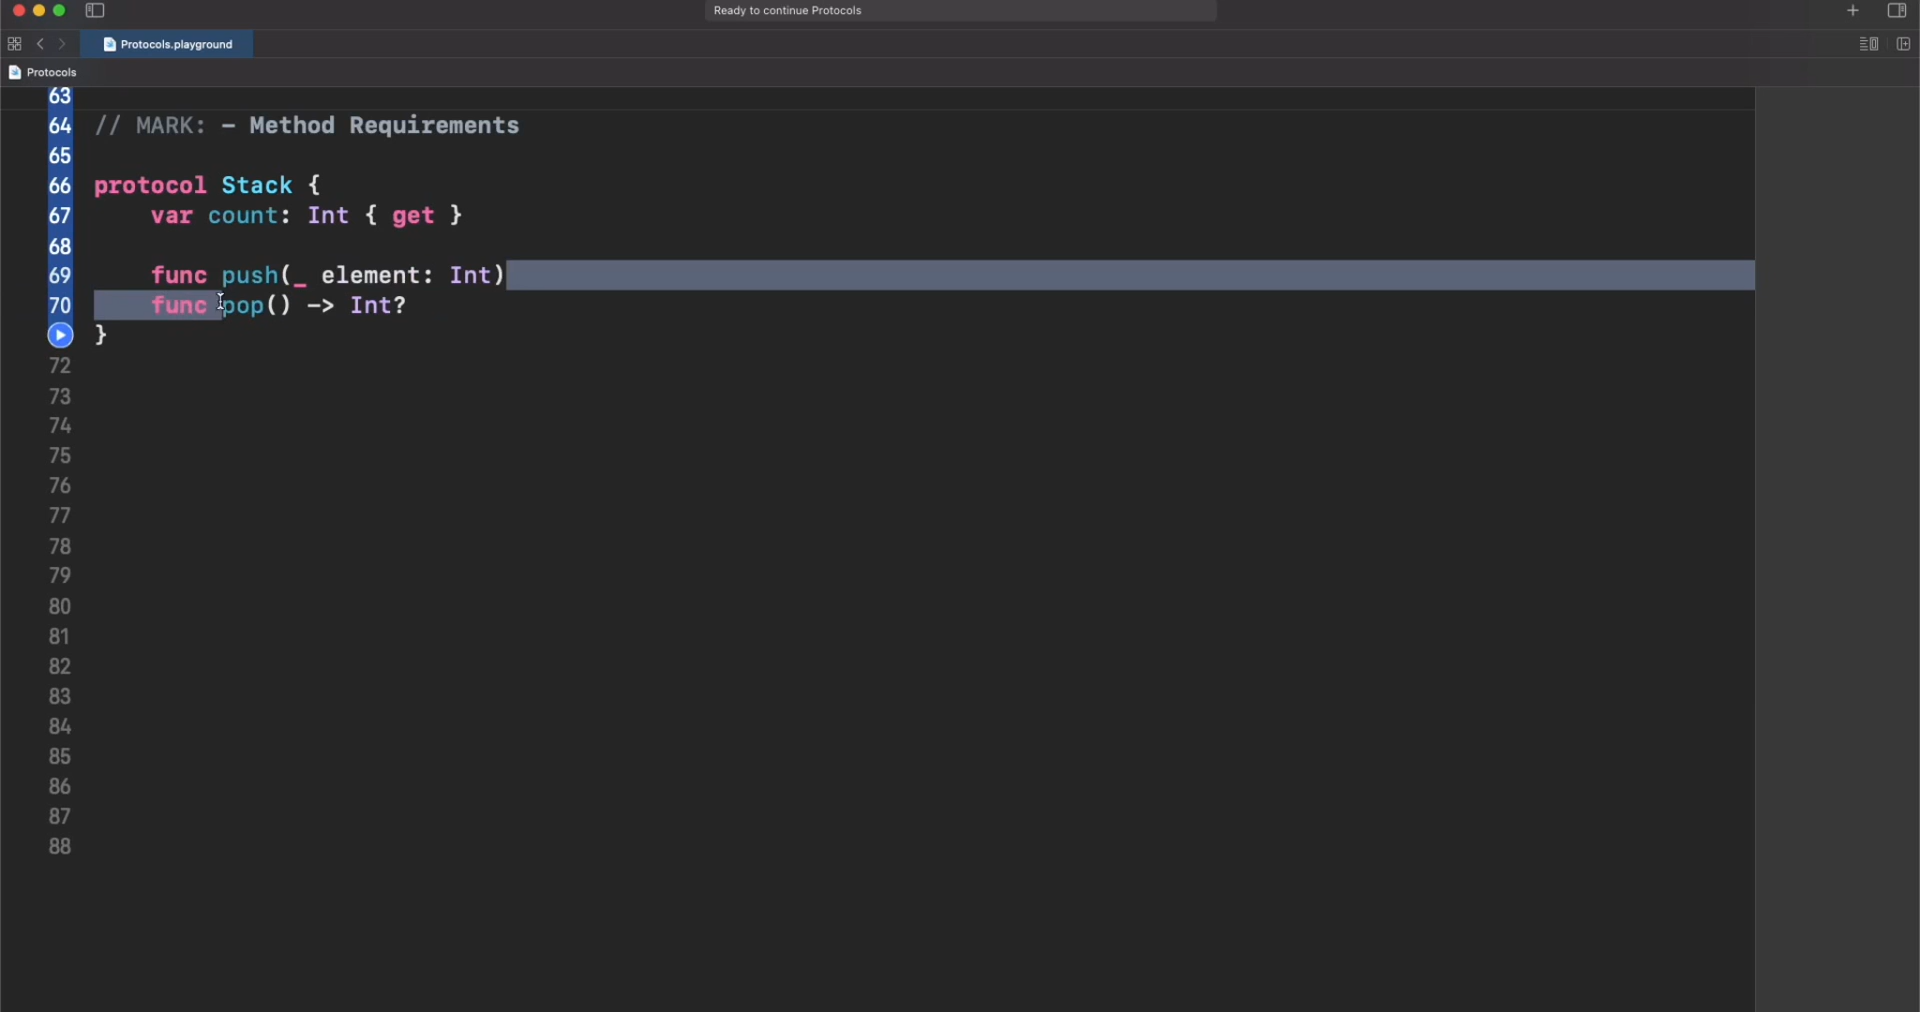 Ready to continue Protocols
Protocols.playground
Protocols
63
64 // MARK: - Method Requirements
65
66 protocol Stack {
67     var count: Int { get }
68
69     func push(_ element: Int)
70     func pop() -> Int?
}
72
73
74
75
76
77
78
79
80
81
82
83
84
85
86
87
88